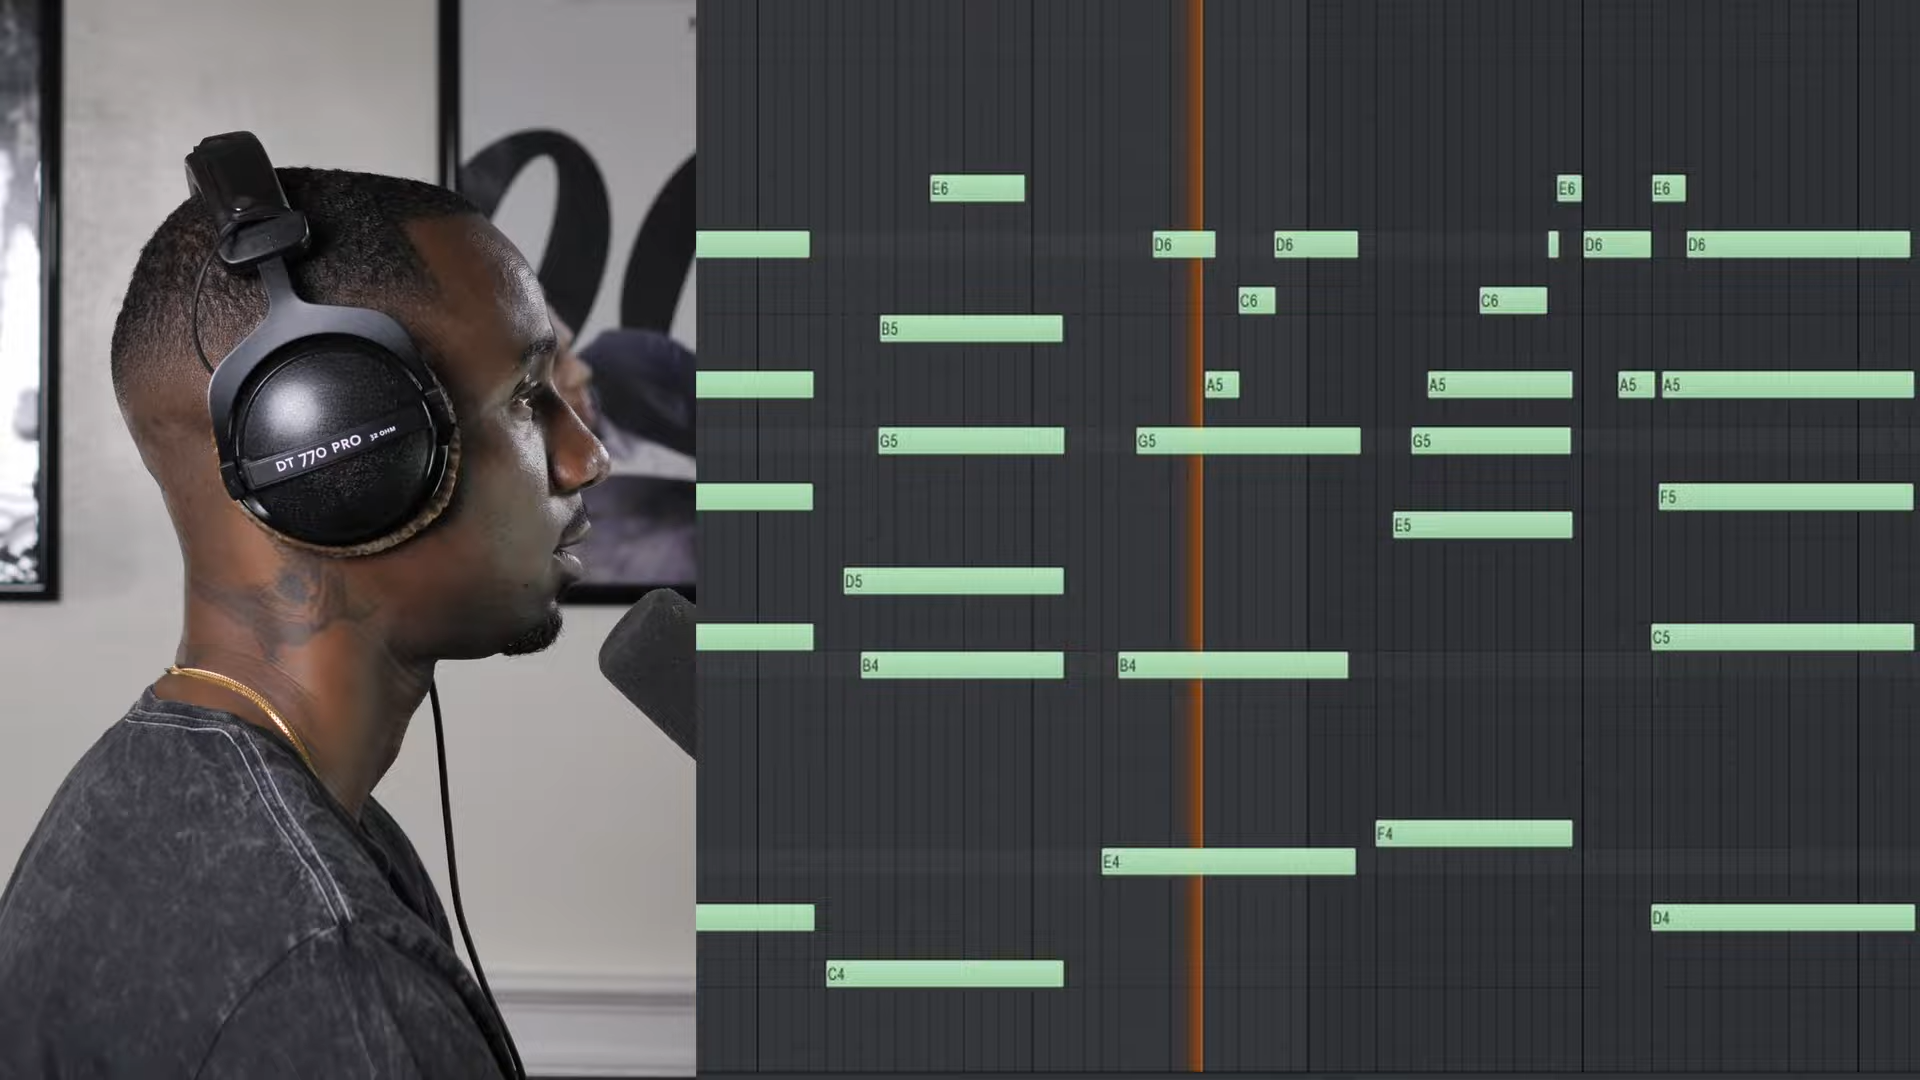 DT 770 PRO 32 OHM
E6 E6 E6
D6 D6 D6 D6
C6 C6
B5
A5 A5 A5 A5
G5 G5 G5
F5
E5
D5
C5
B4 B4
F4
E4
D4
C4